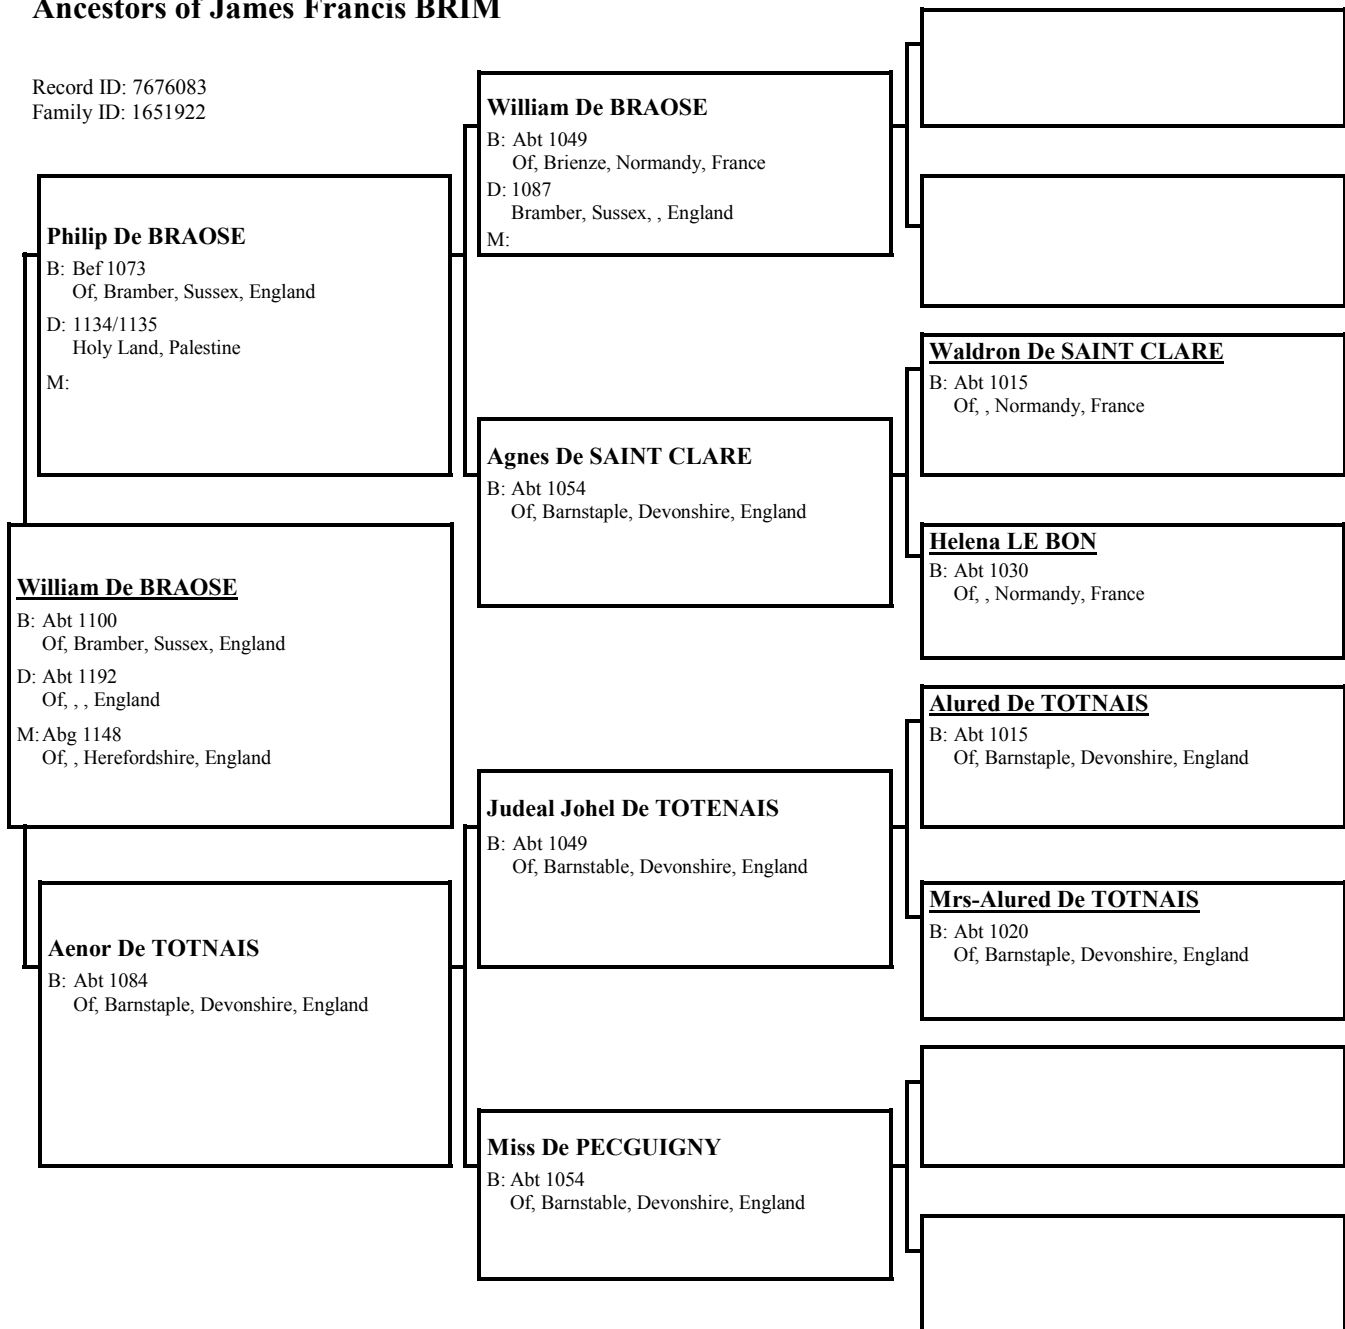 Ancestors of James Francis BRIM
Record ID: 7676083
Family ID: 1651922
William De BRAOSE
B: Abt 1049
Of, Brienze, Normandy, France
D: 1087
Bramber, Sussex, , England
M:
Philip De BRAOSE
B: Bef 1073
Of, Bramber, Sussex, England
D: 1134/1135
Holy Land, Palestine
M:
Waldron De SAINT CLARE
B: Abt 1015
Of, , Normandy, France
Agnes De SAINT CLARE
B: Abt 1054
Of, Barnstaple, Devonshire, England
Helena LE BON
B: Abt 1030
Of, , Normandy, France
William De BRAOSE
B: Abt 1100
Of, Bramber, Sussex, England
D: Abt 1192
Of, , , England
M: Abg 1148
Of, , Herefordshire, England
Alured De TOTNAIS
B: Abt 1015
Of, Barnstaple, Devonshire, England
Judeal Johel De TOTENAIS
B: Abt 1049
Of, Barnstable, Devonshire, England
Mrs-Alured De TOTNAIS
B: Abt 1020
Of, Barnstaple, Devonshire, England
Aenor De TOTNAIS
B: Abt 1084
Of, Barnstaple, Devonshire, England
Miss De PECGUIGNY
B: Abt 1054
Of, Barnstable, Devonshire, England